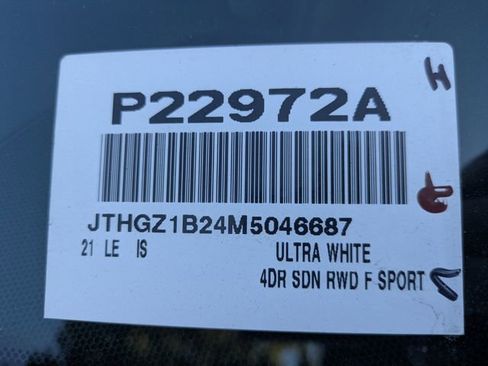 P22972A
JTHGZ1B24M5046687
21 LE IS ULTRA WHITE
4DR SDN RWD F SPORT